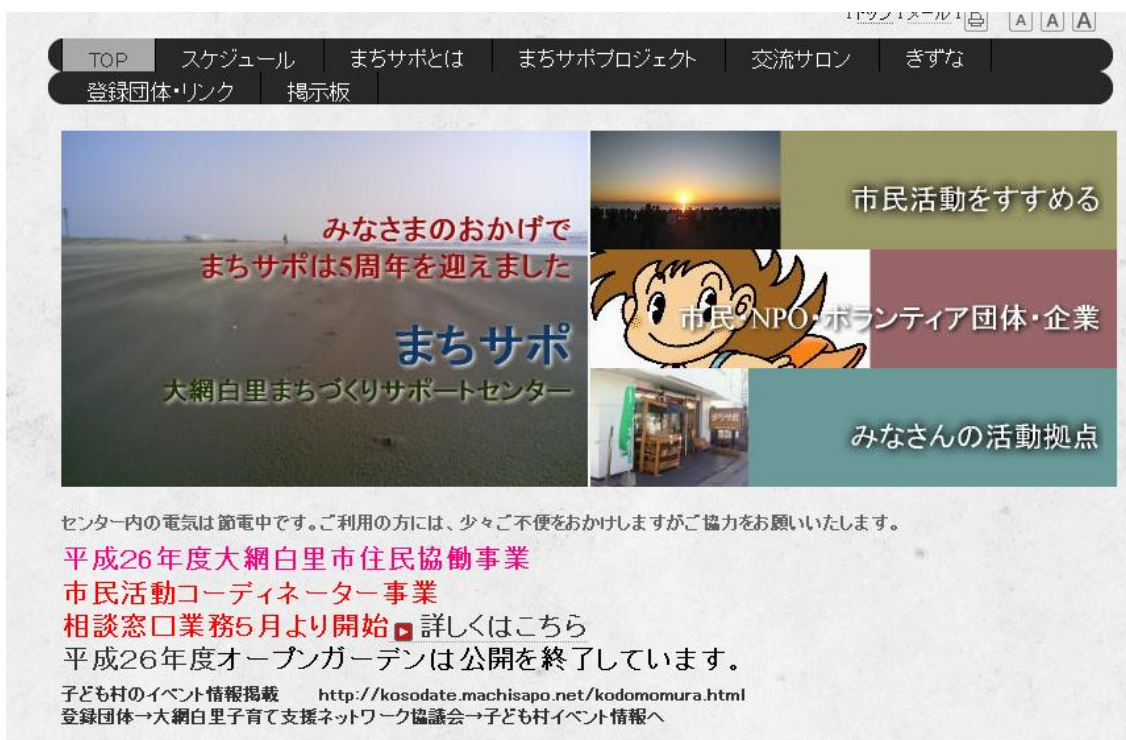 トップ | メール |
A A A
TOP スケジュール まちサポとは まちサポプロジェクト 交流サロン きずな
登録団体・リンク 掲示板
みなさまのおかげで
まちサポは5周年を迎えました
まちサポ
大網白里まちづくりサポートセンター
市民活動をすすめる
市民・NPO・ボランティア団体・企業
みなさんの活動拠点
センター内の電気は節電中です。ご利用の方には、少々ご不便をおかけしますがご協力をお願いいたします。
平成26年度大網白里市住民協働事業
市民活動コーディネーター事業
相談窓口業務5月より開始 詳しくはこちら
平成26年度オープンガーデンは公開を終了しています。
子ども村のイベント情報掲載 http://kosodate.machisapo.net/kodomomura.html
登録団体→大網白里子育て支援ネットワーク協議会→子ども村イベント情報へ